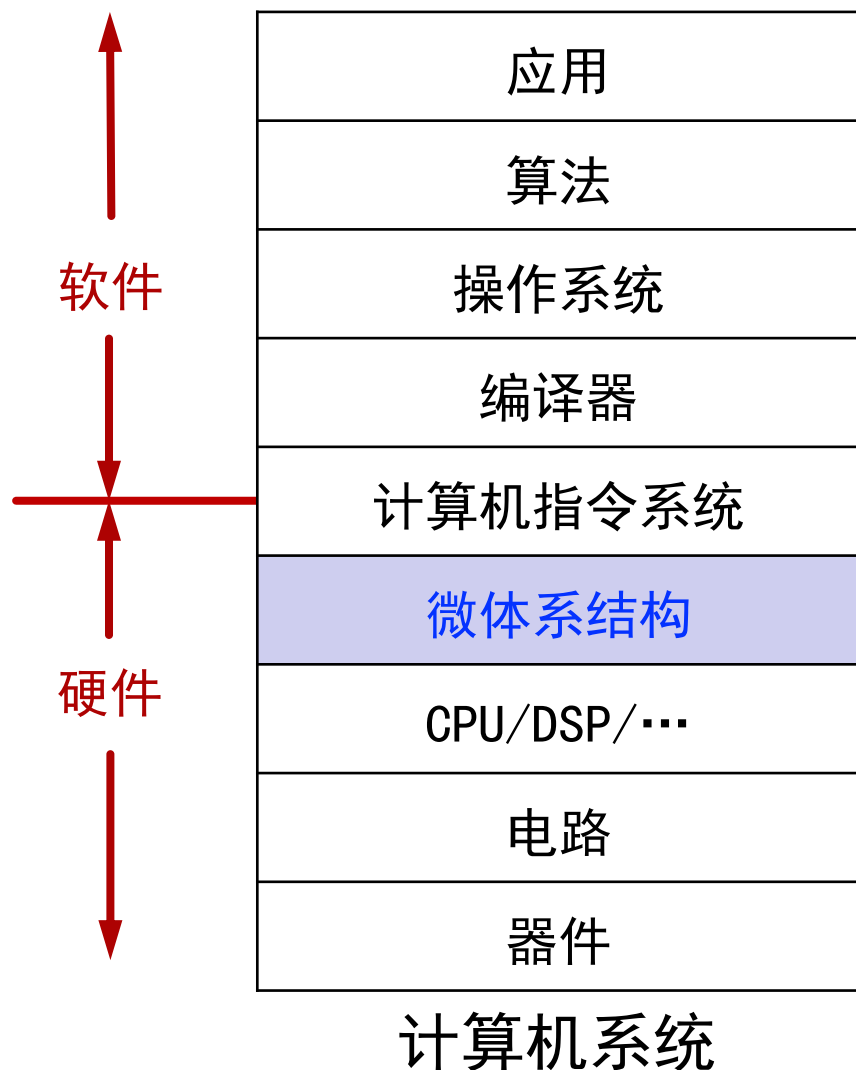 应用
算法
软件
操作系统
编译器
计算机指令系统
微体系结构
硬件
CPU/DSP/…
电路
器件
计算机系统